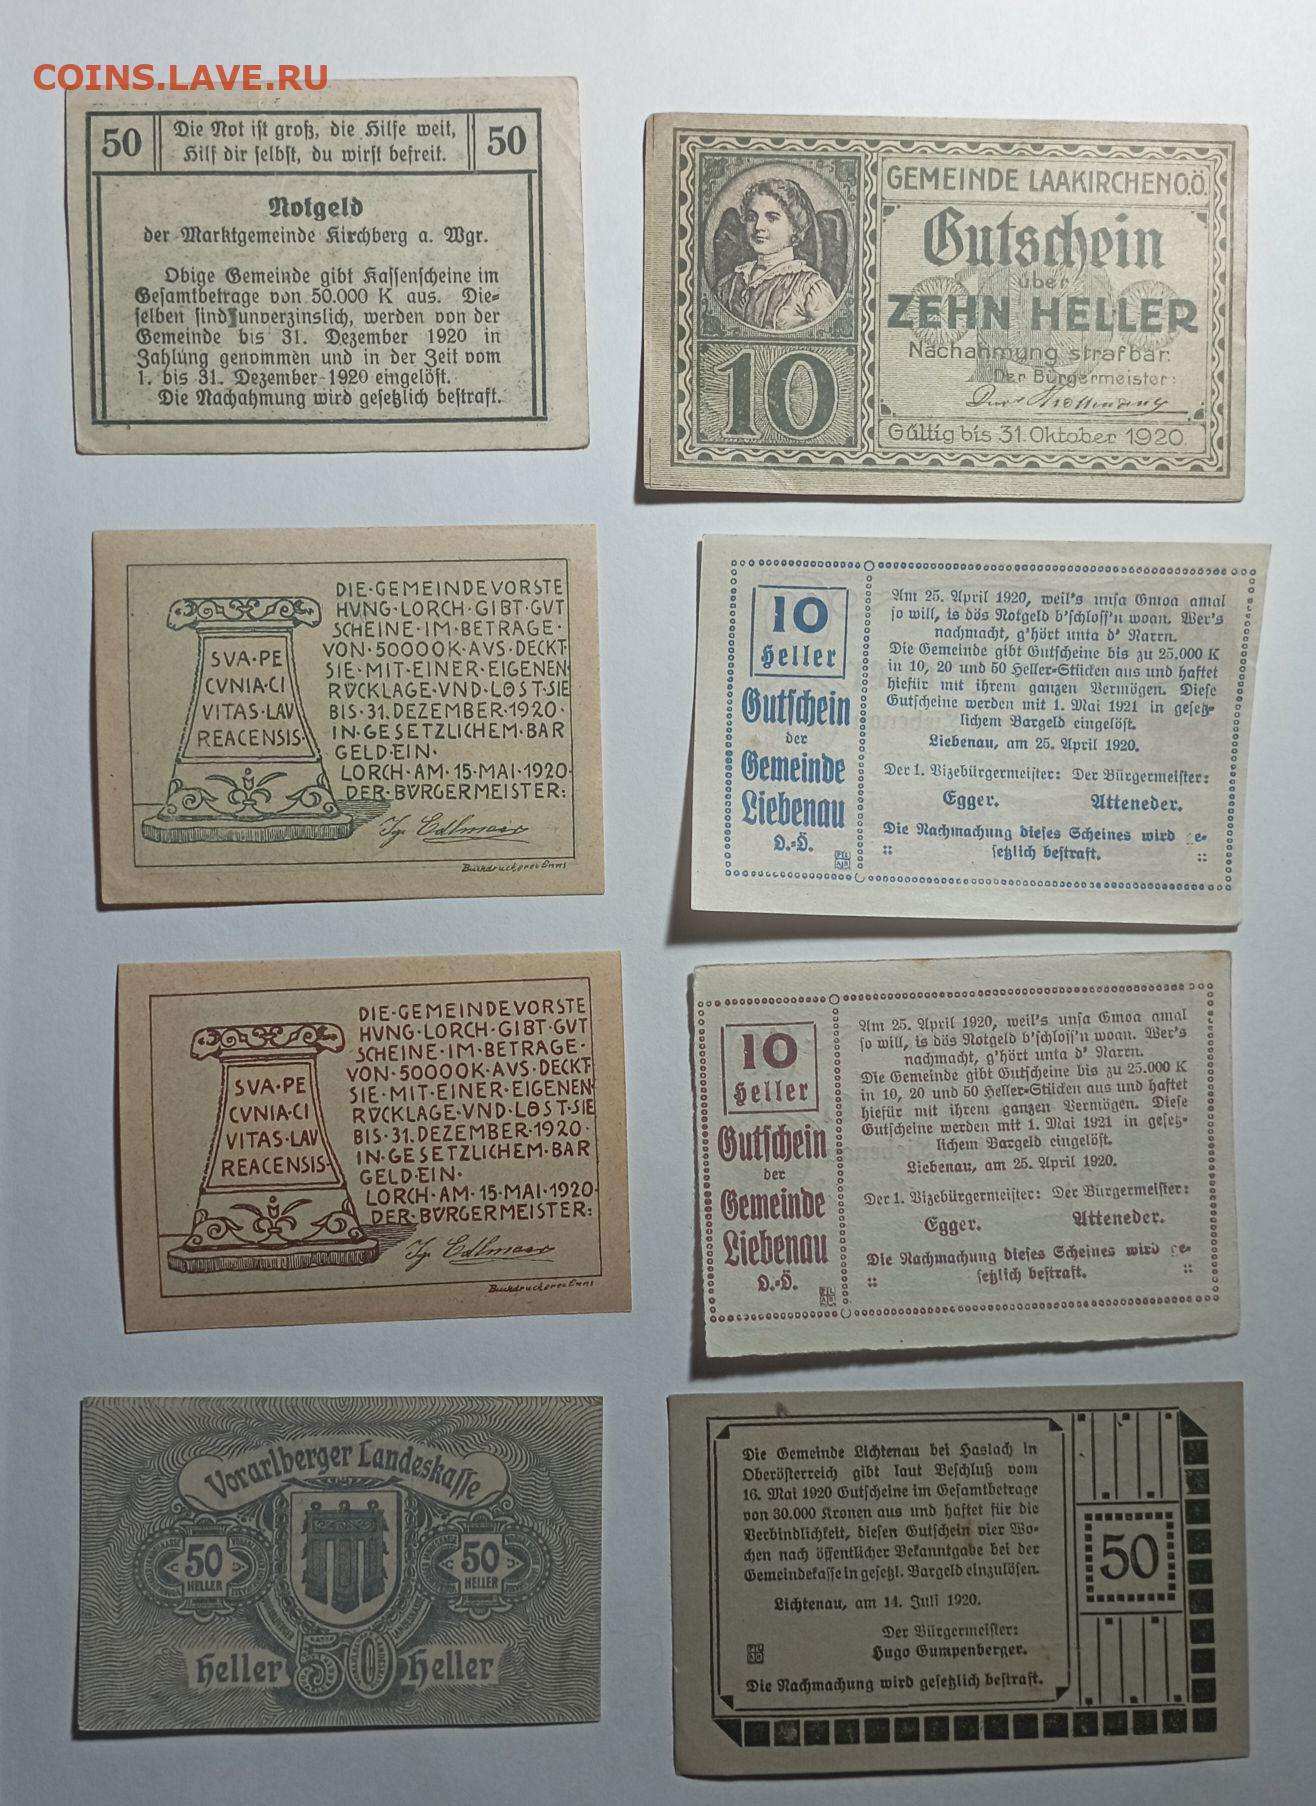 COINS.LAVE.RU
50
Die Not ist groß, die Hilfe weit,
Hilf dir selbst, du wirst befreit.
50
Notgeld
der Marktgemeinde Kirchberg a. Wgr.
Obige Gemeinde gibt Kassenscheine im
Gesamtbetrage von 50.000 K aus. Die-
selben sind unverzinslich, werden von der
Gemeinde bis 31. Dezember 1920 in
Zahlung genommen und in der Zeit vom
1. bis 31. Dezember 1920 eingelöst.
Die Nachahmung wird gesetzlich bestraft.
GEMEINDE LAAKIRCHEN O.Ö.
Gutschein
über
ZEHN HELLER
Nachahmung strafbar.
Der Bürgermeister:
10
Gültig bis 31. Oktober 1920.
SVA·PE
CVNIA·CI
VITAS·LAV
REACENSIS·
DIE·GEMEINDEVORSTE
HUNG·LORCH·GIBT·GVT
SCHEINE·IM·BETRAGE·
VON·50000K·AVS·DECKT
SIE·MIT·EINER·EIGENEN
RÜCKLAGE·VND·LÖST·SIE
BIS·31.DEZEMBER·1920·
IN·GESETZLICHEM·BAR
GELD·EIN·
LORCH·AM·15·MAI·1920·
DER·BÜRGERMEISTER:
Buchdruckerei Enns
10
Heller
Gutschein
der
Gemeinde
Liebenau
O.-Ö.
Am 25. April 1920, weil's unsa Gmoa amal
so will, is dös Notgeld b'schloss'n woan. Wer's
nachmacht, g'hört unta d' Narrn.
Die Gemeinde gibt Gutscheine bis zu 25.000 K
in 10, 20 und 50 Heller-Stücken aus und haftet
hiefür mit ihrem ganzen Vermögen. Diese
Gutscheine werden mit 1. Mai 1921 in gesetz-
lichem Bargeld eingelöst.
Liebenau, am 25. April 1920.
Der 1. Vizebürgermeister: Der Bürgermeister:
Egger. Atteneder.
Die Nachmachung dieses Scheines wird e-
:: setzlich bestraft. ::
SVA·PE
CVNIA·CI
VITAS·LAV
REACENSIS·
DIE·GEMEINDEVORSTE
HUNG·LORCH·GIBT·GVT
SCHEINE·IM·BETRAGE·
VON·50000K·AVS·DECKT
SIE·MIT·EINER·EIGENEN
RÜCKLAGE·VND·LÖST·SIE
BIS·31.DEZEMBER·1920·
IN·GESETZLICHEM·BAR
GELD·EIN·
LORCH·AM·15·MAI·1920·
DER·BÜRGERMEISTER:
Buchdruckerei Enns
10
Heller
Gutschein
der
Gemeinde
Liebenau
O.-Ö.
Am 25. April 1920, weil's unsa Gmoa amal
so will, is dös Notgeld b'schloss'n woan. Wer's
nachmacht, g'hört unta d' Narrn.
Die Gemeinde gibt Gutscheine bis zu 25.000 K
in 10, 20 und 50 Heller-Stücken aus und haftet
hiefür mit ihrem ganzen Vermögen. Diese
Gutscheine werden mit 1. Mai 1921 in gesetz-
lichem Bargeld eingelöst.
Liebenau, am 25. April 1920.
Der 1. Vizebürgermeister: Der Bürgermeister:
Egger. Atteneder.
Die Nachmachung dieses Scheines wird ge-
:: setzlich bestraft. ::
Vorarlberger Landeskasse
50
HELLER
50
HELLER
Heller 50 Heller
Die Gemeinde Lichtenau bei Haslach in
Oberösterreich gibt laut Beschluß vom
16. Mai 1920 Gutscheine im Gesamtbetrage
von 30.000 Kronen aus und haftet für die
Verbindlichkeit, diesen Gutschein vier Wo-
chen nach öffentlicher Bekanntgabe bei der
Gemeindekasse in gesetzl. Bargeld einzulösen.
Lichtenau, am 14. Juli 1920.
Der Bürgermeister:
Hugo Gumpenberger.
Die Nachmachung wird gesetzlich bestraft.
50